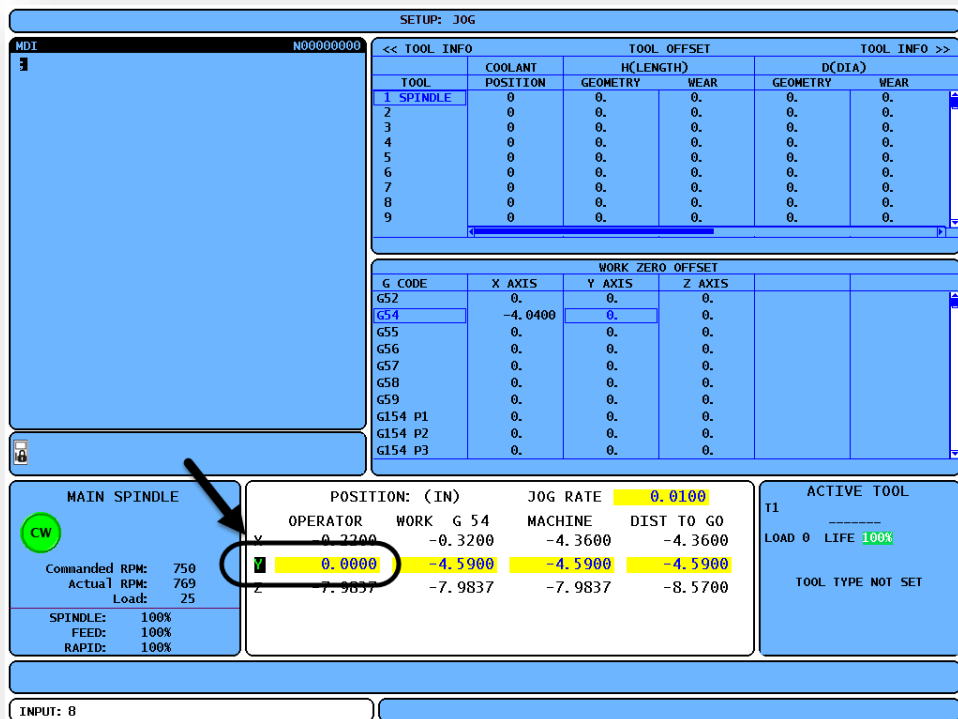 SETUP: JOG
MDI N00000000
;
<< TOOL INFO TOOL OFFSET TOOL INFO >>
COOLANT H(LENGTH) D(DIA)
TOOL POSITION GEOMETRY WEAR GEOMETRY WEAR
1 SPINDLE 0 0. 0. 0. 0.
2 0 0. 0. 0. 0.
3 0 0. 0. 0. 0.
4 0 0. 0. 0. 0.
5 0 0. 0. 0. 0.
6 0 0. 0. 0. 0.
7 0 0. 0. 0. 0.
8 0 0. 0. 0. 0.
9 0 0. 0. 0. 0.
WORK ZERO OFFSET
G CODE X AXIS Y AXIS Z AXIS
G52 0. 0. 0.
G54 -4.0400 0. 0.
G55 0. 0. 0.
G56 0. 0. 0.
G57 0. 0. 0.
G58 0. 0. 0.
G59 0. 0. 0.
G154 P1 0. 0. 0.
G154 P2 0. 0. 0.
G154 P3 0. 0. 0.
MAIN SPINDLE
CW
Commanded RPM: 750
Actual RPM: 769
Load: 25
SPINDLE: 100%
FEED: 100%
RAPID: 100%
POSITION: (IN) JOG RATE 0.0100
OPERATOR WORK G 54 MACHINE DIST TO GO
X -0.2200 -0.3200 -4.3600 -4.3600
Y 0.0000 -4.5900 -4.5900 -4.5900
Z -7.9837 -7.9837 -7.9837 -8.5700
ACTIVE TOOL
T1
-------
LOAD 0 LIFE 100%
TOOL TYPE NOT SET
INPUT: 8